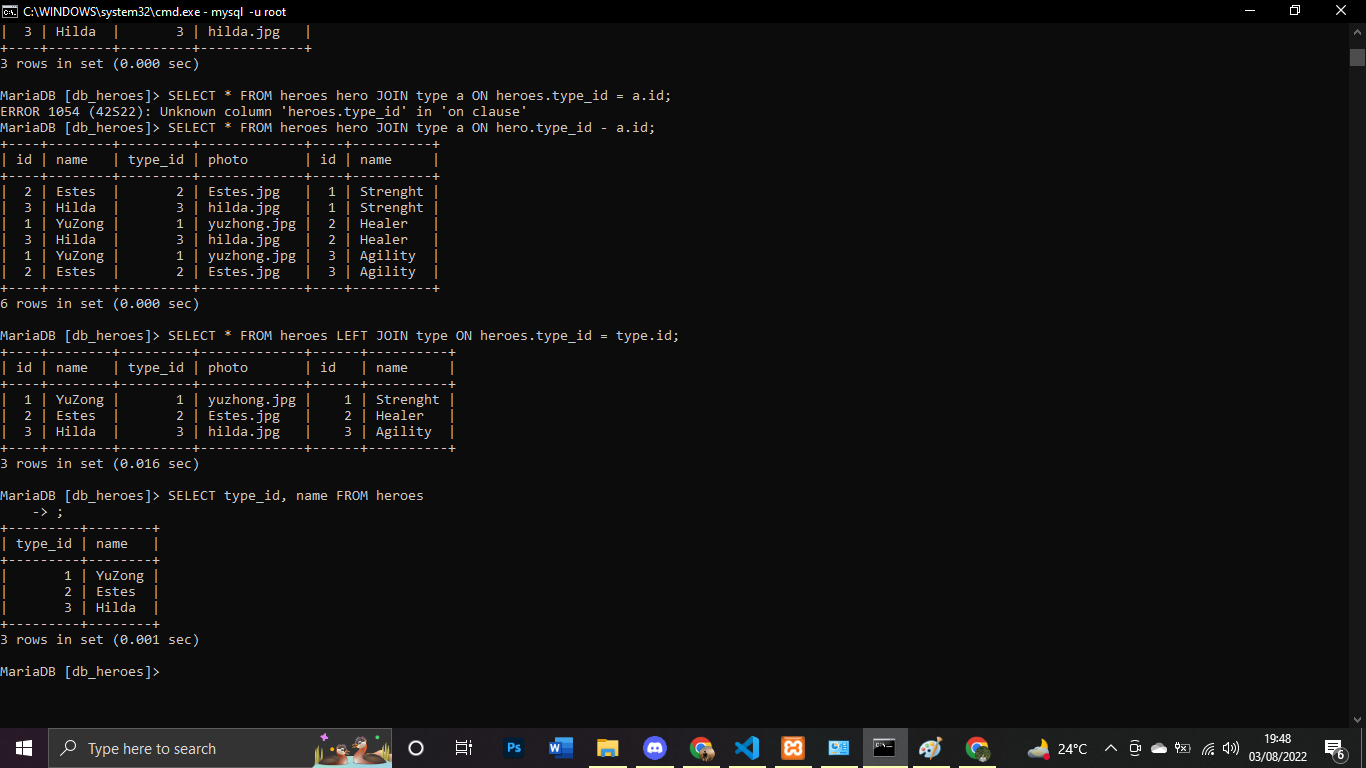 C:\WINDOWS\system32\cmd.exe - mysql  -u root
|  3 | Hilda  |       3 | hilda.jpg   |
+----+--------+---------+-------------+
3 rows in set (0.000 sec)
MariaDB [db_heroes]> SELECT * FROM heroes hero JOIN type a ON heroes.type_id = a.id;
ERROR 1054 (42S22): Unknown column 'heroes.type_id' in 'on clause'
MariaDB [db_heroes]> SELECT * FROM heroes hero JOIN type a ON hero.type_id - a.id;
+----+--------+---------+-------------+----+----------+
| id | name   | type_id | photo       | id | name     |
+----+--------+---------+-------------+----+----------+
|  2 | Estes  |       2 | Estes.jpg   |  1 | Strenght |
|  3 | Hilda  |       3 | hilda.jpg   |  1 | Strenght |
|  1 | YuZong |       1 | yuzhong.jpg |  2 | Healer   |
|  3 | Hilda  |       3 | hilda.jpg   |  2 | Healer   |
|  1 | YuZong |       1 | yuzhong.jpg |  3 | Agility  |
|  2 | Estes  |       2 | Estes.jpg   |  3 | Agility  |
+----+--------+---------+-------------+----+----------+
6 rows in set (0.000 sec)
MariaDB [db_heroes]> SELECT * FROM heroes LEFT JOIN type ON heroes.type_id = type.id;
+----+--------+---------+-------------+------+----------+
| id | name   | type_id | photo       | id   | name     |
+----+--------+---------+-------------+------+----------+
|  1 | YuZong |       1 | yuzhong.jpg |    1 | Strenght |
|  2 | Estes  |       2 | Estes.jpg   |    2 | Healer   |
|  3 | Hilda  |       3 | hilda.jpg   |    3 | Agility  |
+----+--------+---------+-------------+------+----------+
3 rows in set (0.016 sec)
MariaDB [db_heroes]> SELECT type_id, name FROM heroes
    -> ;
+---------+--------+
| type_id | name   |
+---------+--------+
|       1 | YuZong |
|       2 | Estes  |
|       3 | Hilda  |
+---------+--------+
3 rows in set (0.001 sec)
MariaDB [db_heroes]>
Type here to search
Ps
W
24°C
19:48
03/08/2022
6